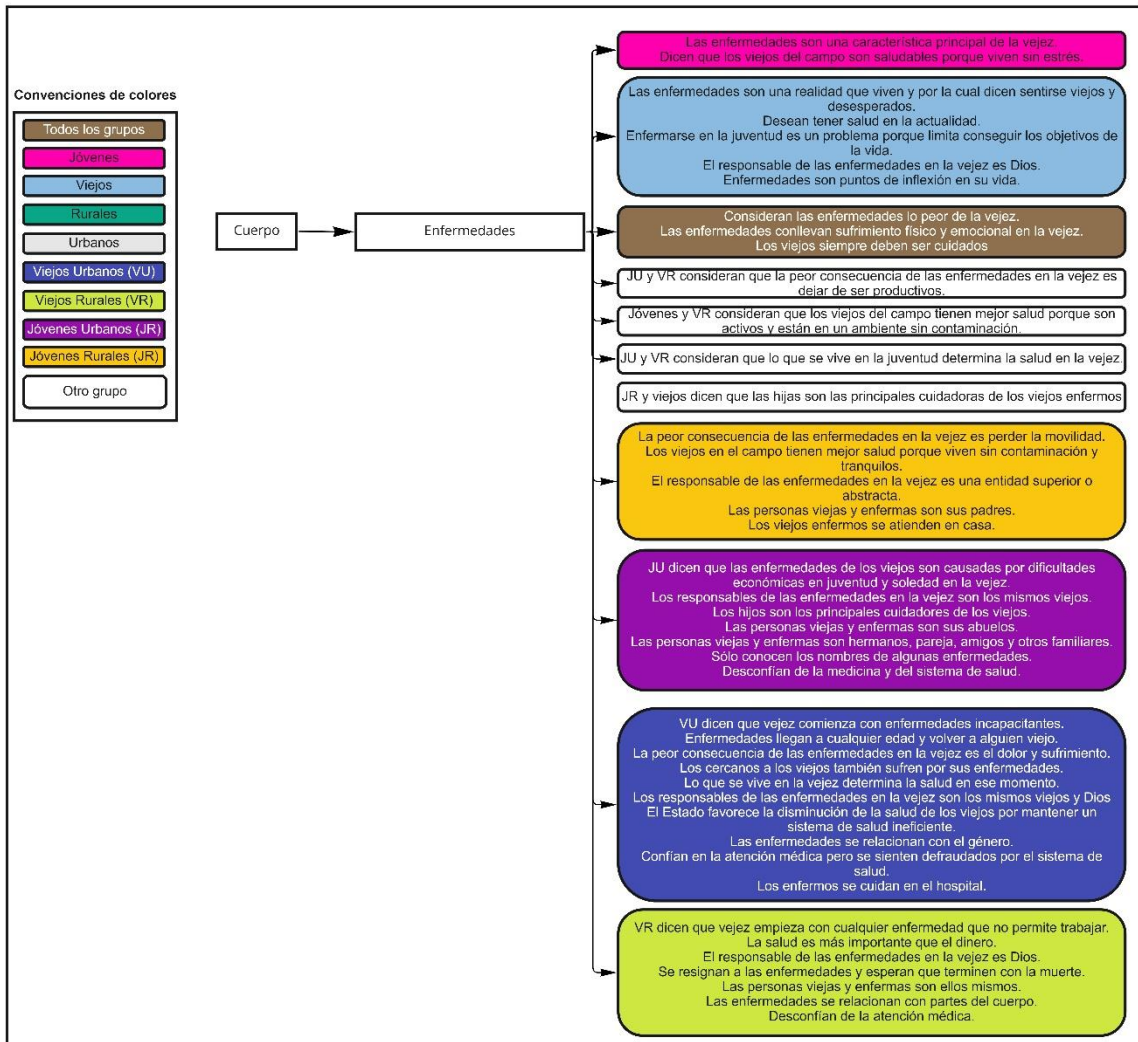 Convenciones de colores
Todos los grupos
Jóvenes
Viejos
Rurales
Urbanos
Viejos Urbanos (VU)
Viejos Rurales (VR)
Jóvenes Urbanos (JR)
Jóvenes Rurales (JR)
Otro grupo
Cuerpo
Enfermedades
Las enfermedades son una característica principal de la vejez.
Dicen que los viejos del campo son saludables porque viven sin estrés.
Las enfermedades son una realidad que viven y por la cual dicen sentirse viejos y
desesperados.
Desean tener salud en la actualidad.
Enfermarse en la juventud es un problema porque limita conseguir los objetivos de
la vida.
El responsable de las enfermedades en la vejez es Dios.
Enfermedades son puntos de inflexión en su vida.
Consideran las enfermedades lo peor de la vejez.
Las enfermedades conllevan sufrimiento físico y emocional en la vejez.
Los viejos siempre deben ser cuidados
JU y VR consideran que la peor consecuencia de las enfermedades en la vejez es
dejar de ser productivos.
Jóvenes y VR consideran que los viejos del campo tienen mejor salud porque son
activos y están en un ambiente sin contaminación.
JU y VR consideran que lo que se vive en la juventud determina la salud en la vejez.
JR y viejos dicen que las hijas son las principales cuidadoras de los viejos enfermos
La peor consecuencia de las enfermedades en la vejez es perder la movilidad.
Los viejos en el campo tienen mejor salud porque viven sin contaminación y
tranquilos.
El responsable de las enfermedades en la vejez es una entidad superior o
abstracta.
Las personas viejas y enfermas son sus padres.
Los viejos enfermos se atienden en casa.
JU dicen que las enfermedades de los viejos son causadas por dificultades
económicas en juventud y soledad en la vejez.
Los responsables de las enfermedades en la vejez son los mismos viejos.
Los hijos son los principales cuidadores de los viejos.
Las personas viejas y enfermas son sus abuelos.
Las personas viejas y enfermas son hermanos, pareja, amigos y otros familiares.
Sólo conocen los nombres de algunas enfermedades.
Desconfían de la medicina y del sistema de salud.
VU dicen que vejez comienza con enfermedades incapacitantes.
Enfermedades llegan a cualquier edad y volver a alguien viejo.
La peor consecuencia de las enfermedades en la vejez es el dolor y sufrimiento.
Los cercanos a los viejos también sufren por sus enfermedades.
Lo que se vive en la vejez determina la salud en ese momento.
Los responsables de las enfermedades en la vejez son los mismos viejos y Dios
El Estado favorece la disminución de la salud de los viejos por mantener un
sistema de salud ineficiente.
Las enfermedades se relacionan con el género.
Confían en la atención médica pero se sienten defraudados por el sistema de
salud.
Los enfermos se cuidan en el hospital.
VR dicen que vejez empieza con cualquier enfermedad que no permite trabajar.
La salud es más importante que el dinero.
El responsable de las enfermedades en la vejez es Dios.
Se resignan a las enfermedades y esperan que terminen con la muerte.
Las personas viejas y enfermas son ellos mismos.
Las enfermedades se relacionan con partes del cuerpo.
Desconfían de la atención médica.